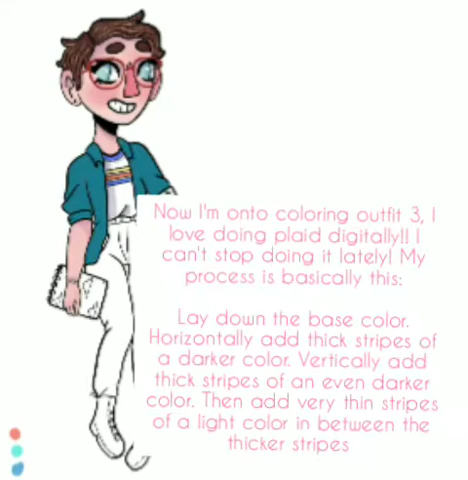 Now I'm onto coloring outfit 3, I
love doing plaid digitally!! I
can't stop doing it lately! My
process is basically this:
Lay down the base color.
Horizontally add thick stripes of
a darker color. Vertically add
thick stripes of an even darker
color. Then add very thin stripes
of a light color in between the
thicker stripes